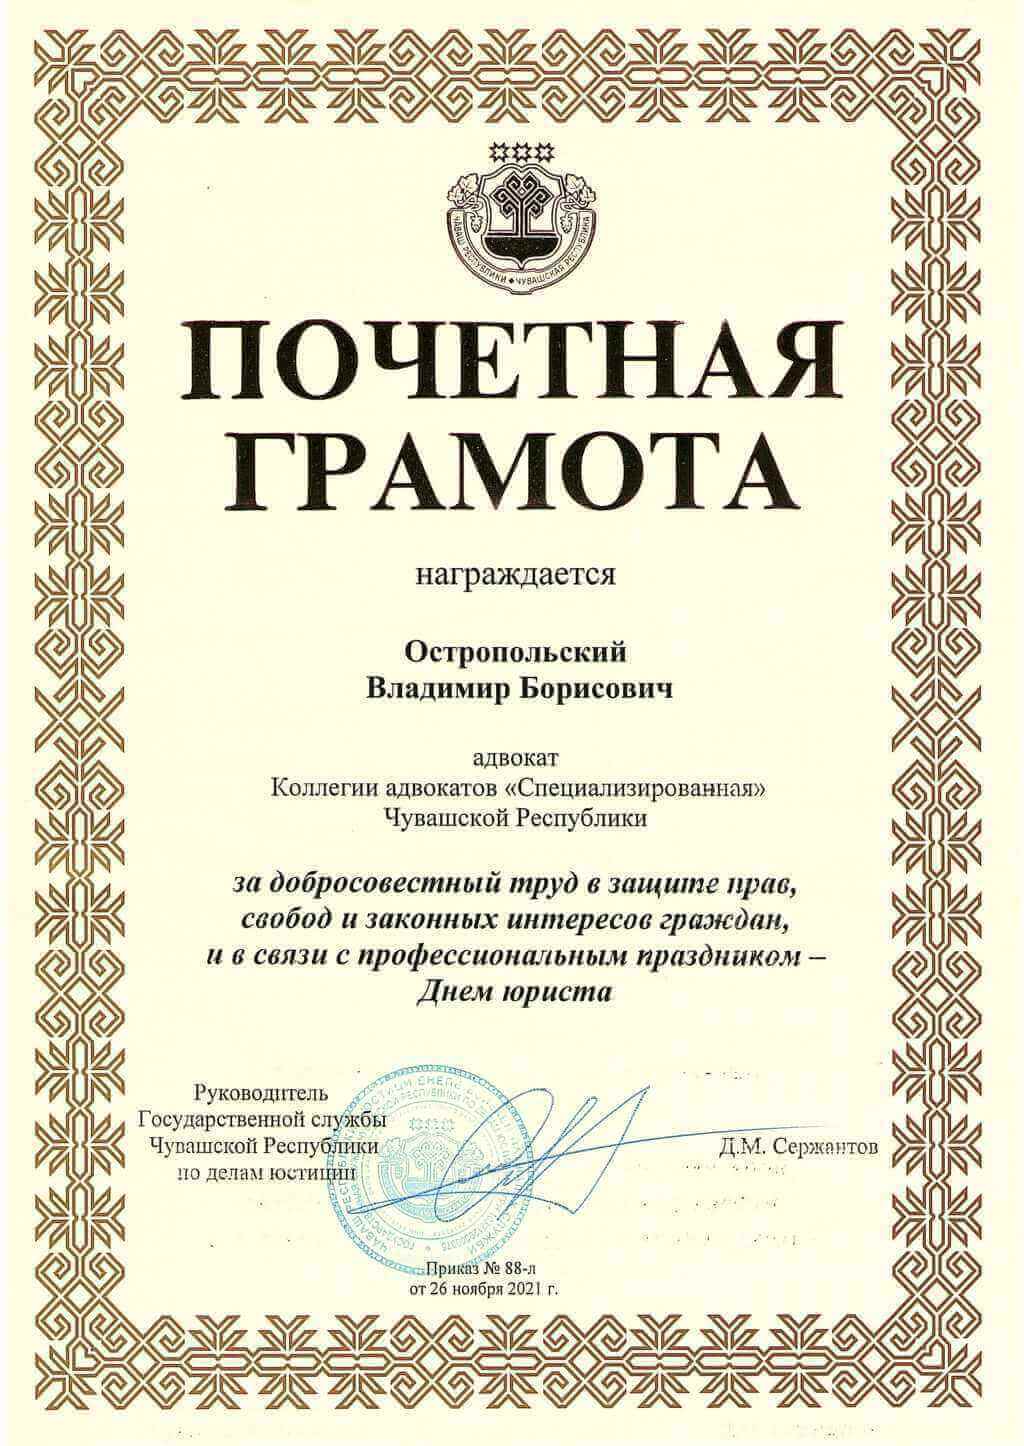 ЧӐВАШ РЕСПУБЛИКИ ЧУВАШСКАЯ РЕСПУБЛИКА
ПОЧЕТНАЯ
ГРАМОТА
награждается
Остропольский
Владимир Борисович
адвокат
Коллегии адвокатов «Специализированная»
Чувашской Республики
за добросовестный труд в защите прав,
свобод и законных интересов граждан,
и в связи с профессиональным праздником –
Днем юриста
Руководитель
Государственной службы
Чувашской Республики
по делам юстиции
Д.М. Сержантов
Приказ № 88-л
от 26 ноября 2021 г.